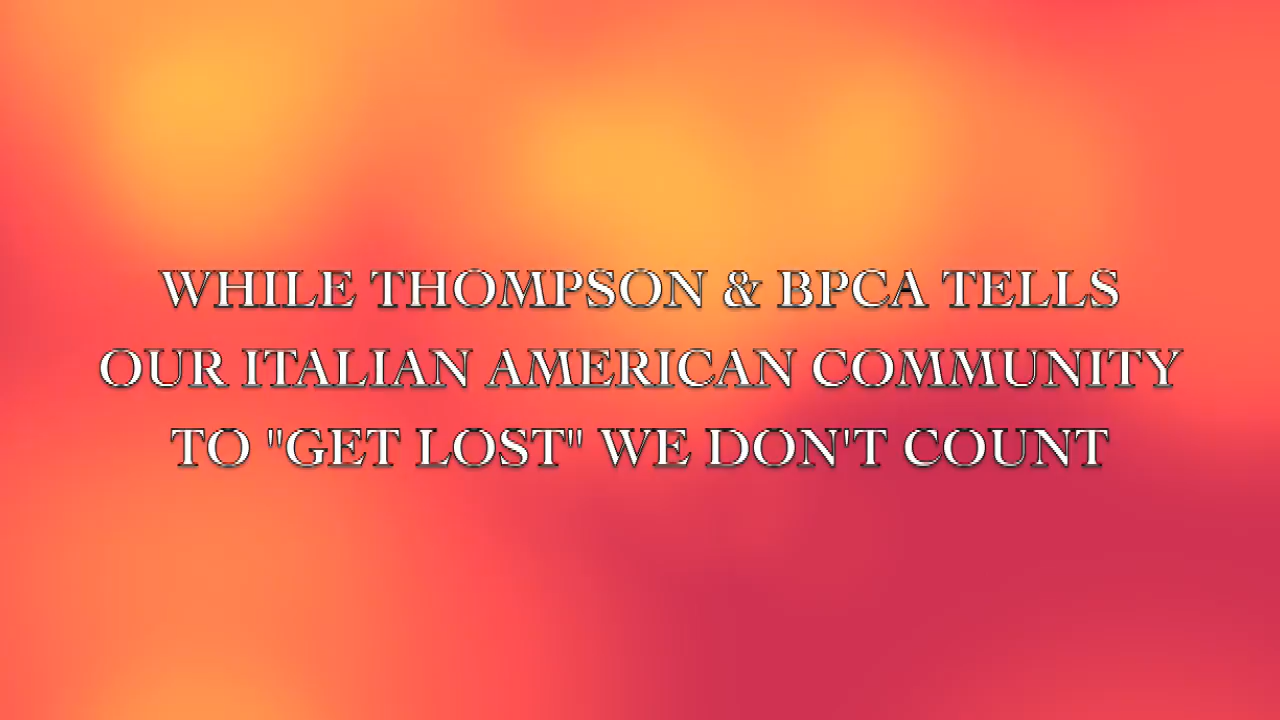 WHILE THOMPSON & BPCA TELLS
OUR ITALIAN AMERICAN COMMUNITY
TO "GET LOST" WE DON'T COUNT